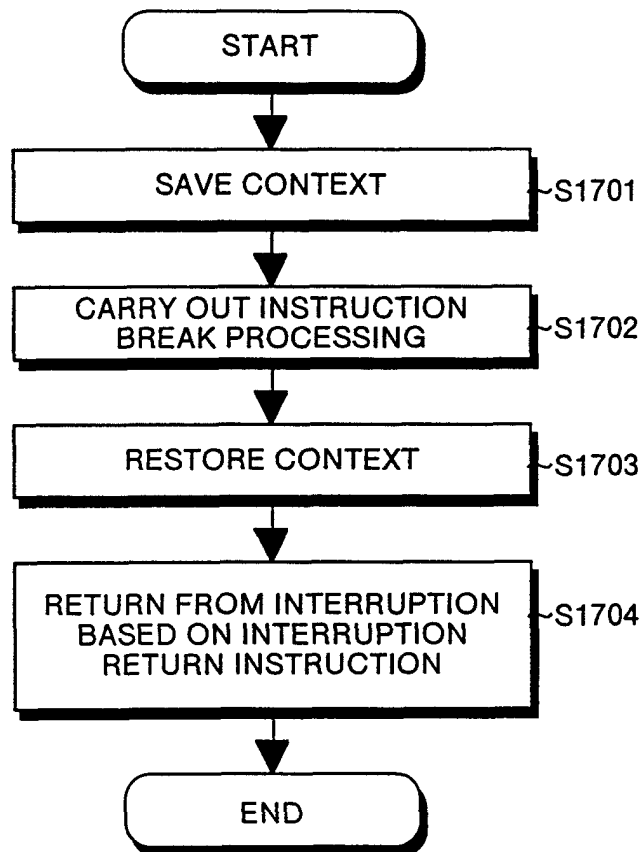 START
SAVE CONTEXT
S1701
CARRY OUT INSTRUCTION
BREAK PROCESSING
S1702
RESTORE CONTEXT
S1703
RETURN FROM INTERRUPTION
BASED ON INTERRUPTION
RETURN INSTRUCTION
S1704
END